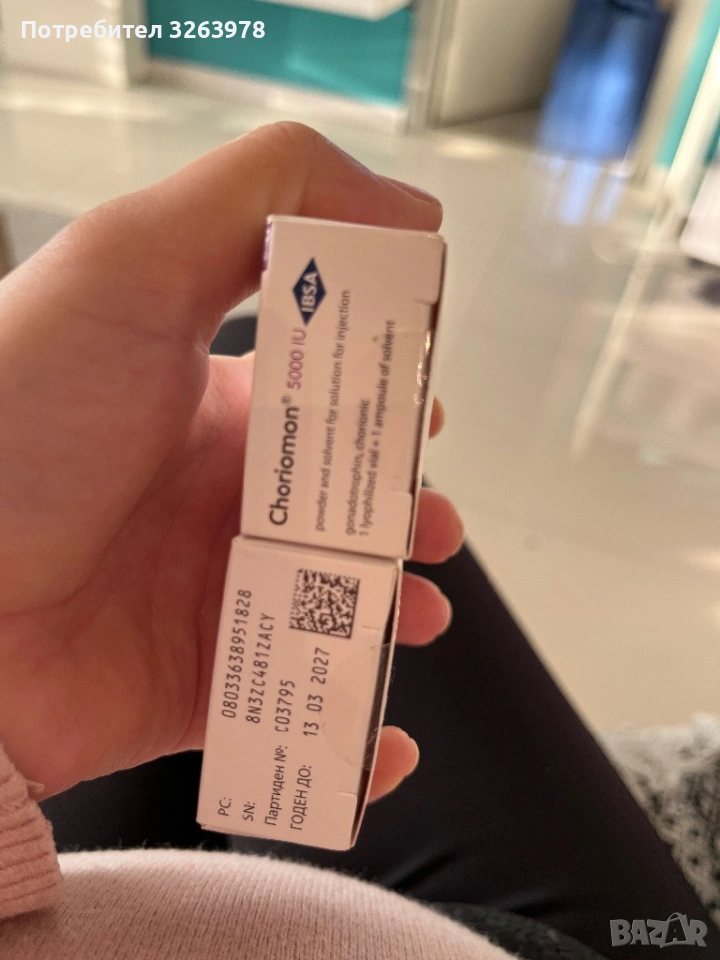 Потребител 3263978
Choriomon® 5000 IU
IBSA
powder and solvent for solution for injection
gonadotrophin, chorionic
1 lyophilized vial + 1 ampoule of solvent
PC: 08033638951828
SN: 8N3ZC481ZACY
Партиден №: C03795
ГОДЕН ДО: 13 03 2027
BAZAR